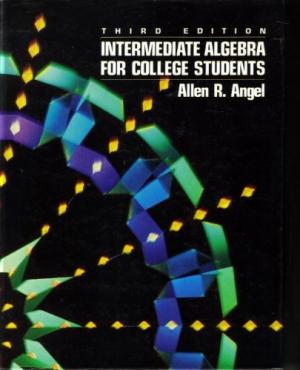 THIRD EDITION
INTERMEDIATE ALGEBRA
FOR COLLEGE STUDENTS
Allen R. Angel